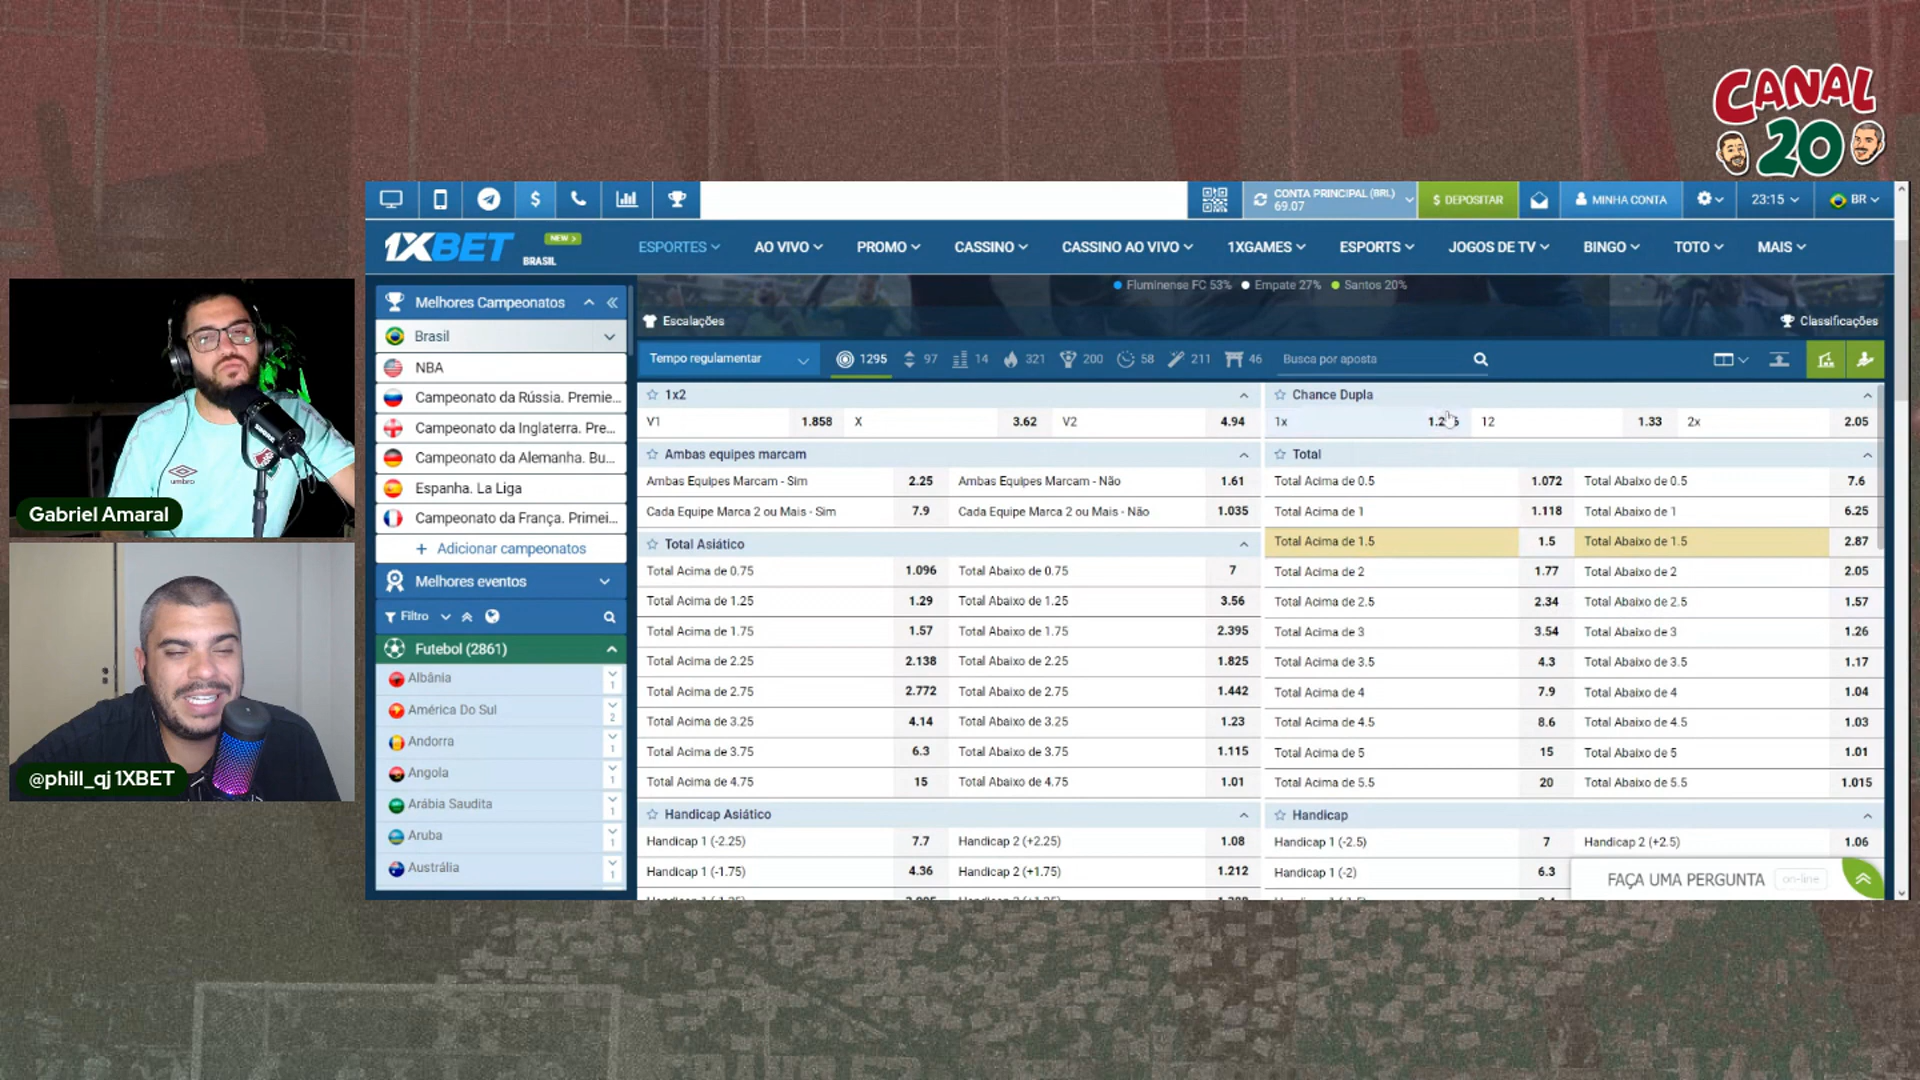 CANAL
20
CONTA PRINCIPAL (BRL)
69.07
$ DEPOSITAR
MINHA CONTA
23:15
BR
1XBET
NEW >
BRASIL
ESPORTES
AO VIVO
PROMO
CASSINO
CASSINO AO VIVO
1XGAMES
ESPORTS
JOGOS DE TV
BINGO
TOTO
MAIS
Fluminense FC 53% Empate 27% Santos 20%
Escalações
Classificações
Tempo regulamentar
1295 97 14 321 200 58 211 46
Busca por aposta
Melhores Campeonatos
Brasil
NBA
Campeonato da Rússia. Premie...
Campeonato da Inglaterra. Pre...
Campeonato da Alemanha. Bu...
Espanha. La Liga
Campeonato da França. Primei...
+ Adicionar campeonatos
Melhores eventos
Filtro
Futebol (2861)
Albânia 1
América Do Sul 2
Andorra 1
Angola 1
Arábia Saudita 1
Aruba 1
Austrália 1
1x2
V1 1.858 X 3.62 V2 4.94
Ambas equipes marcam
Ambas Equipes Marcam - Sim 2.25 Ambas Equipes Marcam - Não 1.61
Cada Equipe Marca 2 ou Mais - Sim 7.9 Cada Equipe Marca 2 ou Mais - Não 1.035
Total Asiático
Total Acima de 0.75 1.096 Total Abaixo de 0.75 7
Total Acima de 1.25 1.29 Total Abaixo de 1.25 3.56
Total Acima de 1.75 1.57 Total Abaixo de 1.75 2.395
Total Acima de 2.25 2.138 Total Abaixo de 2.25 1.825
Total Acima de 2.75 2.772 Total Abaixo de 2.75 1.442
Total Acima de 3.25 4.14 Total Abaixo de 3.25 1.23
Total Acima de 3.75 6.3 Total Abaixo de 3.75 1.115
Total Acima de 4.75 15 Total Abaixo de 4.75 1.01
Handicap Asiático
Handicap 1 (-2.25) 7.7 Handicap 2 (+2.25) 1.08
Handicap 1 (-1.75) 4.36 Handicap 2 (+1.75) 1.212
Chance Dupla
1x 12 1.33 2x 2.05
Total
Total Acima de 0.5 1.072 Total Abaixo de 0.5 7.6
Total Acima de 1 1.118 Total Abaixo de 1 6.25
Total Acima de 1.5 1.5 Total Abaixo de 1.5 2.87
Total Acima de 2 1.77 Total Abaixo de 2 2.05
Total Acima de 2.5 2.34 Total Abaixo de 2.5 1.57
Total Acima de 3 3.54 Total Abaixo de 3 1.26
Total Acima de 3.5 4.3 Total Abaixo de 3.5 1.17
Total Acima de 4 7.9 Total Abaixo de 4 1.04
Total Acima de 4.5 8.6 Total Abaixo de 4.5 1.03
Total Acima de 5 15 Total Abaixo de 5 1.01
Total Acima de 5.5 20 Total Abaixo de 5.5 1.015
Handicap
Handicap 1 (-2.5) 7 Handicap 2 (+2.5) 1.06
Handicap 1 (-2) 6.3
FAÇA UMA PERGUNTA on-line
umbro
Gabriel Amaral
@phill_qj 1XBET